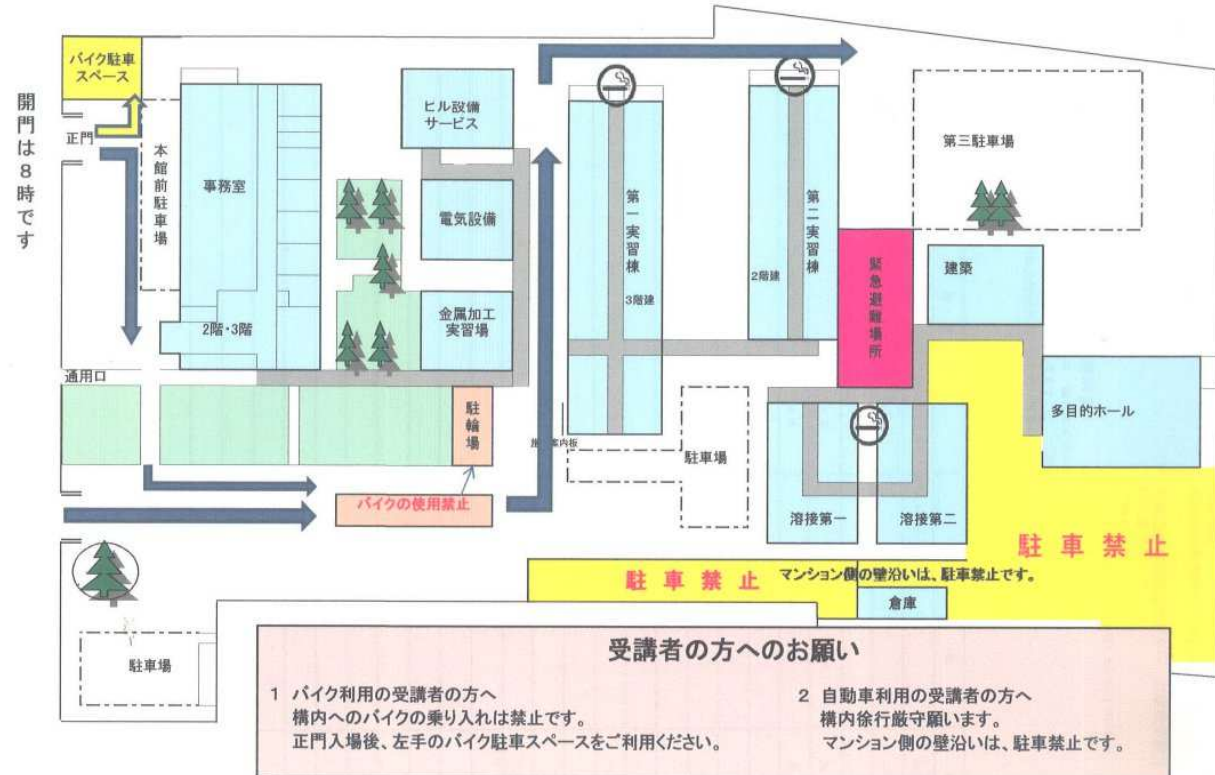 バイク駐車
スペース
開門は8時です
正門
本館前駐車場
事務室
2階・3階
通用口
ビル設備
サービス
電気設備
金属加工
実習場
駐輪場
バイクの使用禁止
第一実習棟
3階建
案内板
第二実習棟
2階建
緊急避難場所
第三駐車場
建築
多目的ホール
駐車場
溶接第一
溶接第二
駐車禁止
マンション側の壁沿いは、駐車禁止です。
駐車禁止
倉庫
駐車場
受講者の方へのお願い
1 バイク利用の受講者の方へ
構内へのバイクの乗り入れは禁止です。
正門入場後、左手のバイク駐車スペースをご利用ください。
2 自動車利用の受講者の方へ
構内徐行厳守願います。
マンション側の壁沿いは、駐車禁止です。